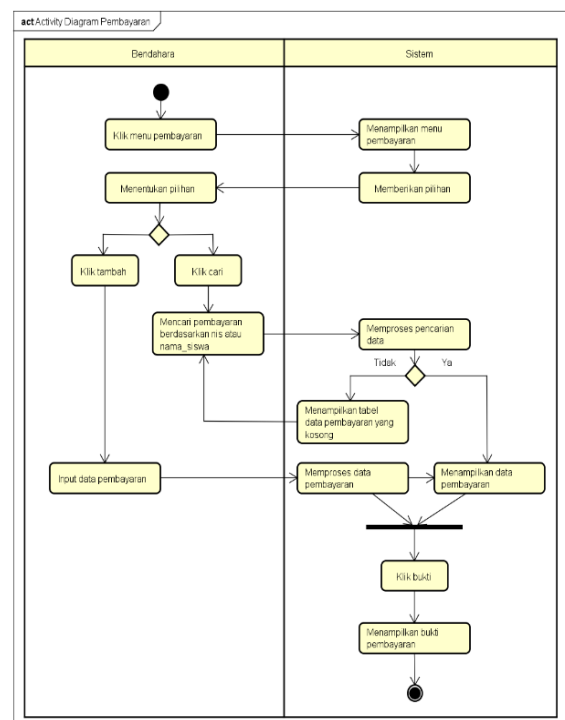 act Activity Diagram Pembayaran
Bendahara
Sistem
Klik menu pembayaran
Menampilkan menu
pembayaran
Menentukan pilihan
Memberikan pilihan
Klik tambah
Klik cari
Mencari pembayaran
berdasarkan nis atau
nama_siswa
Memproses pencarian
data
Tidak
Ya
Menampilkan tabel
data pembayaran yang
kosong
Input data pembayaran
Memproses data
pembayaran
Menampilkan data
pembayaran
Klik bukti
Menampilkan bukti
pembayaran